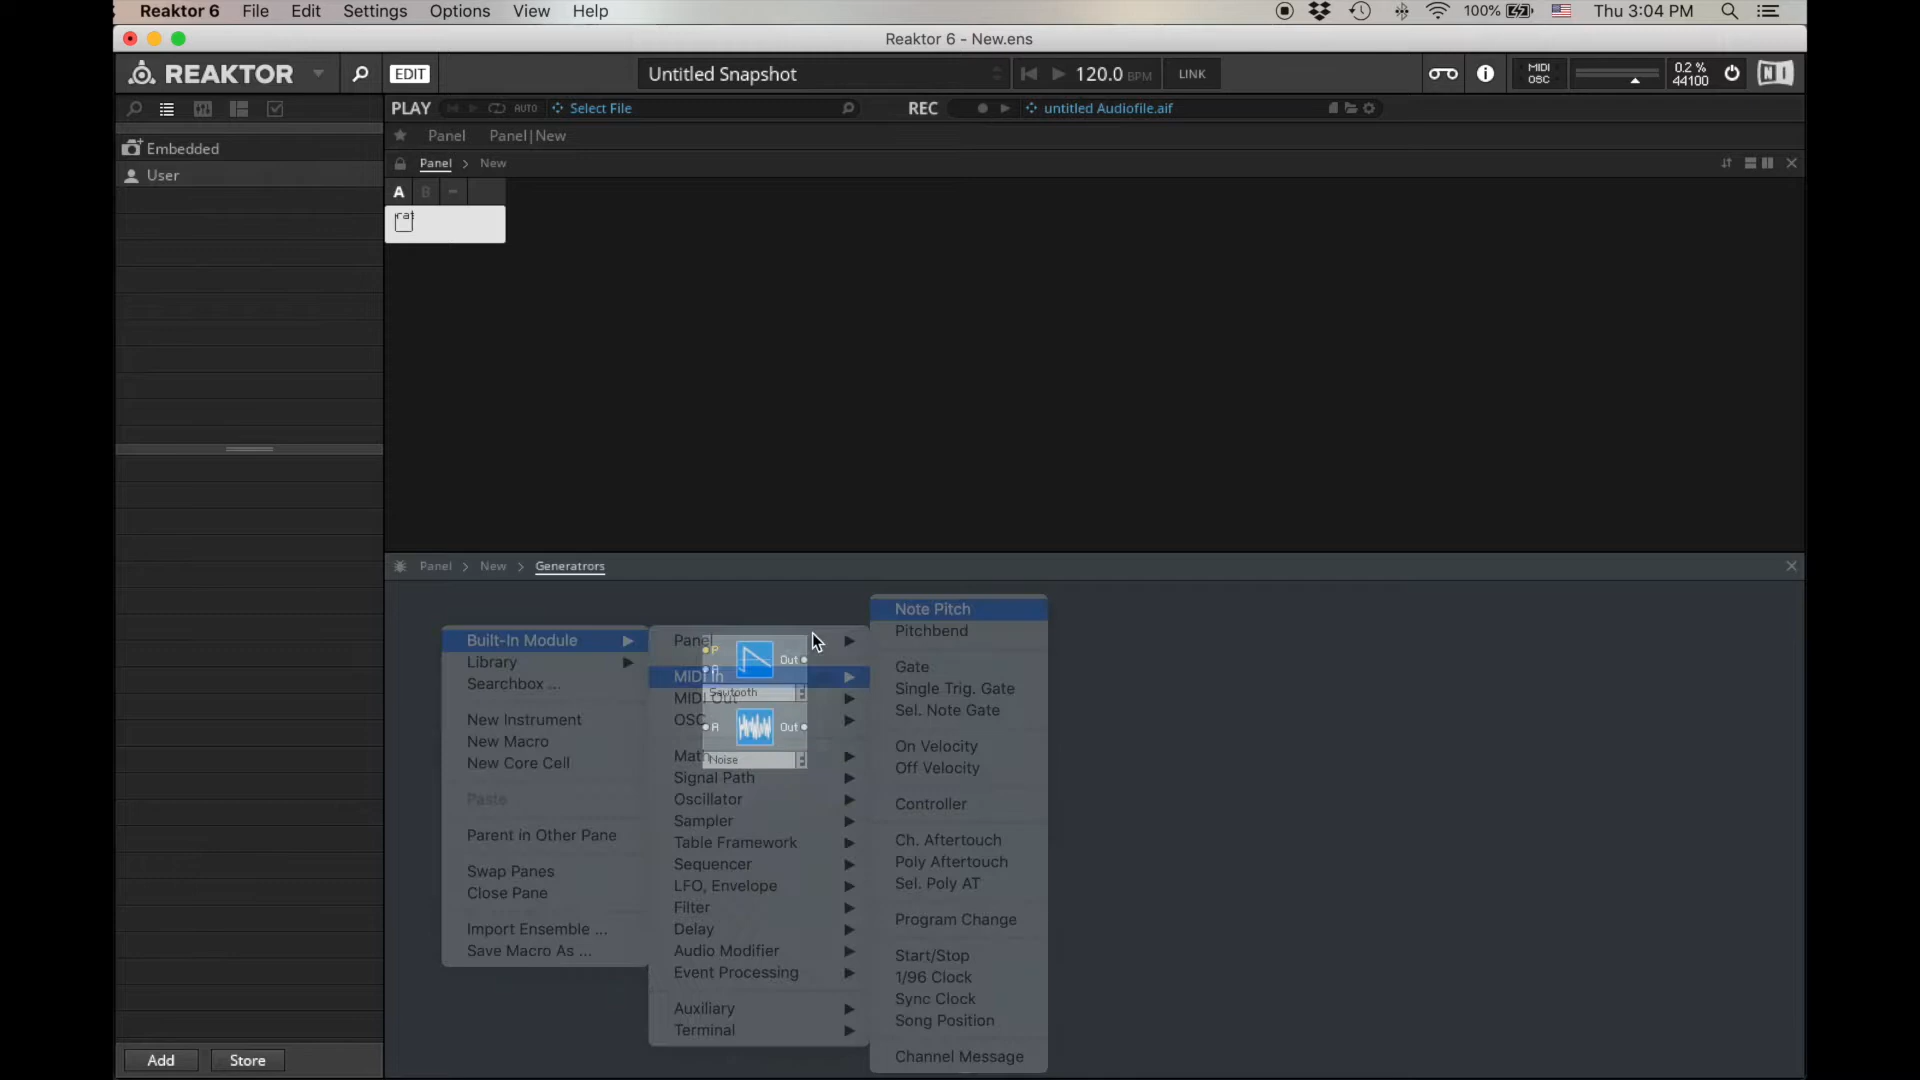 Reaktor 6 File Edit Settings Options View Help 100% Thu 3:04 PM
Reaktor 6 - New.ens
REAKTOR EDIT Untitled Snapshot 120.0 BPM LINK MIDI OSC 0.2 % 44100
PLAY AUTO Select File REC untitled Audiofile.aif
Panel Panel|New
Embedded
Panel > New
User
A B
rat
Panel > New > Generatrors
Built-In Module
Library
Searchbox ...
New Instrument
New Macro
New Core Cell
Paste
Parent in Other Pane
Swap Panes
Close Pane
Import Ensemble ...
Save Macro As ...
Panel
MIDI In
MIDI Out
OSC
Math
Signal Path
Oscillator
Sampler
Table Framework
Sequencer
LFO, Envelope
Filter
Delay
Audio Modifier
Event Processing
Auxiliary
Terminal
P
A Out
Sawtooth
A Out
Noise
Note Pitch
Pitchbend
Gate
Single Trig. Gate
Sel. Note Gate
On Velocity
Off Velocity
Controller
Ch. Aftertouch
Poly Aftertouch
Sel. Poly AT
Program Change
Start/Stop
1/96 Clock
Sync Clock
Song Position
Channel Message
Add Store